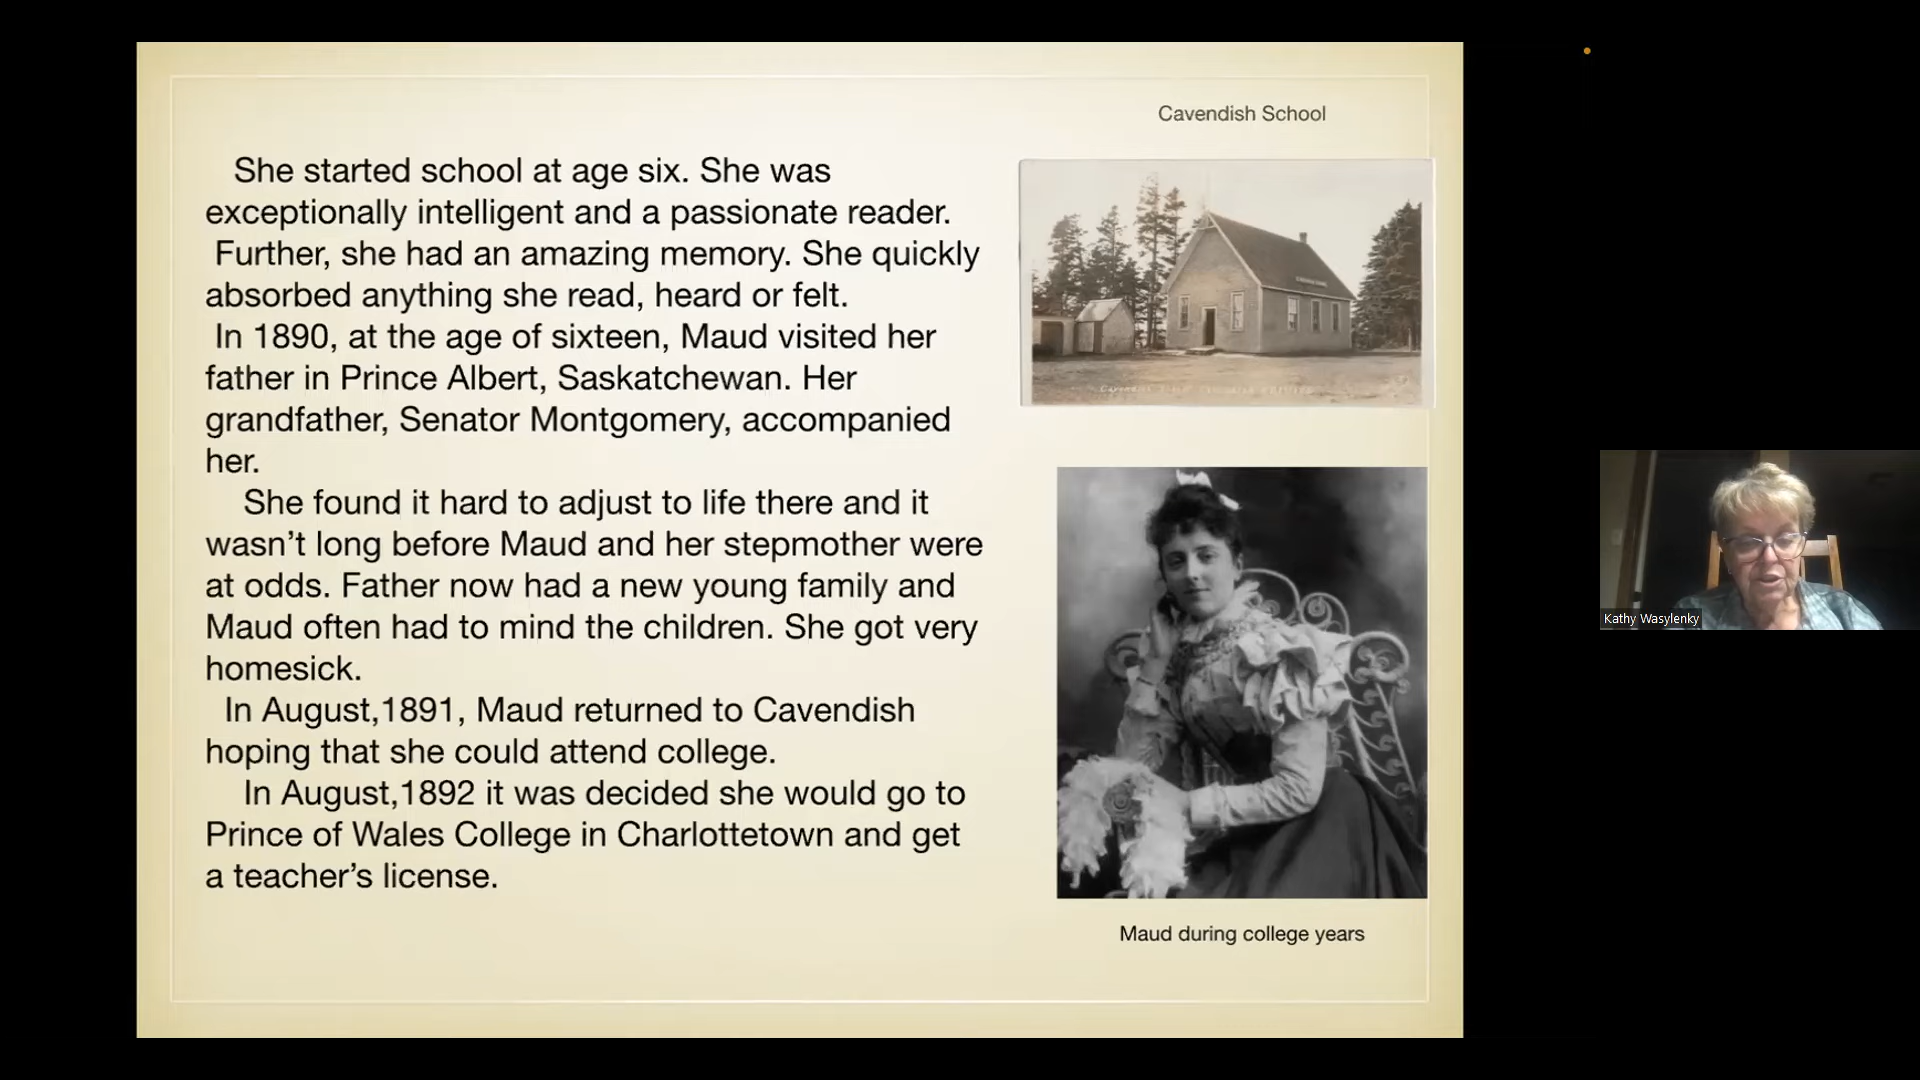 Cavendish School
She started school at age six. She was
exceptionally intelligent and a passionate reader.
Further, she had an amazing memory. She quickly
absorbed anything she read, heard or felt.
In 1890, at the age of sixteen, Maud visited her
father in Prince Albert, Saskatchewan. Her
grandfather, Senator Montgomery, accompanied
her.
She found it hard to adjust to life there and it
wasn’t long before Maud and her stepmother were
at odds. Father now had a new young family and
Maud often had to mind the children. She got very
homesick.
In August,1891, Maud returned to Cavendish
hoping that she could attend college.
In August,1892 it was decided she would go to
Prince of Wales College in Charlottetown and get
a teacher’s license.
Maud during college years
Kathy Wasylenky